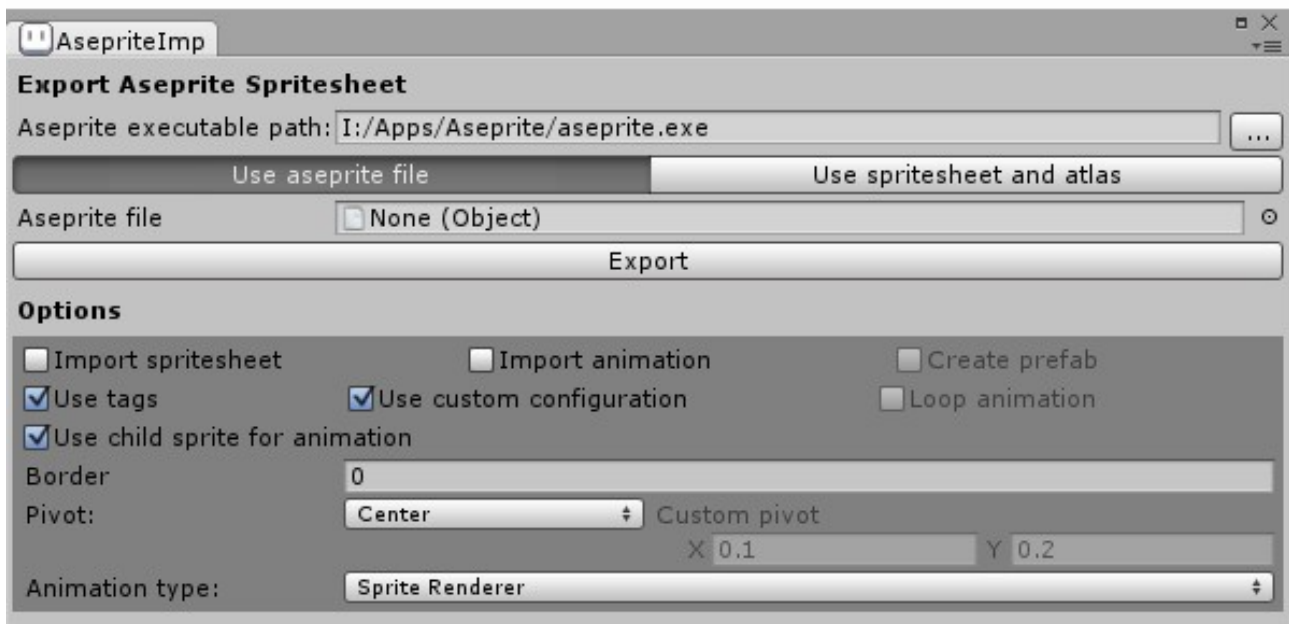 AsepriteImp
Export Aseprite Spritesheet
Aseprite executable path: I:/Apps/Aseprite/aseprite.exe ...
Use aseprite file Use spritesheet and atlas
Aseprite file None (Object)
Export
Options
Import spritesheet Import animation Create prefab
Use tags Use custom configuration Loop animation
Use child sprite for animation
Border 0
Pivot: Center Custom pivot
X 0.1 Y 0.2
Animation type: Sprite Renderer